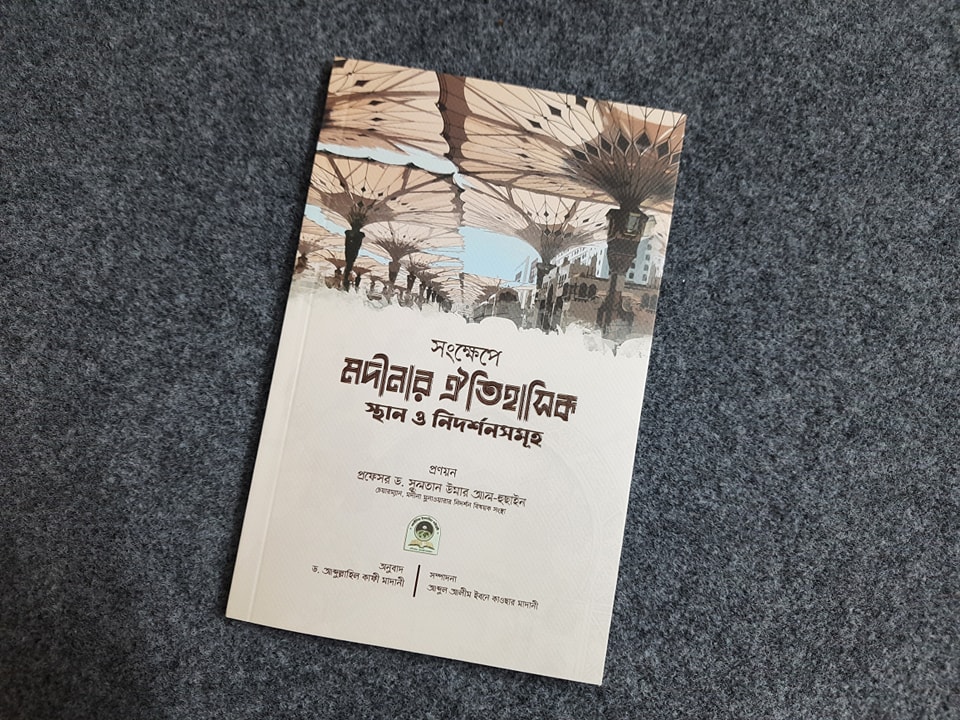 সংক্ষেপে
মদীনার ঐতিহাসিক
স্থান ও নিদর্শনসমূহ
প্রণয়ন
প্রফেসর ড. সুলতান উমার আল-হুছাইন
চেয়ারম্যান, মদীনা মুনাওয়ারার নিদর্শন বিষয়ক সংস্থা
অনুবাদ
ড. আব্দুল্লাহিল কাফী মাদানী
সম্পাদনা
আব্দুল আলীম ইবনে কাওছার মাদানী